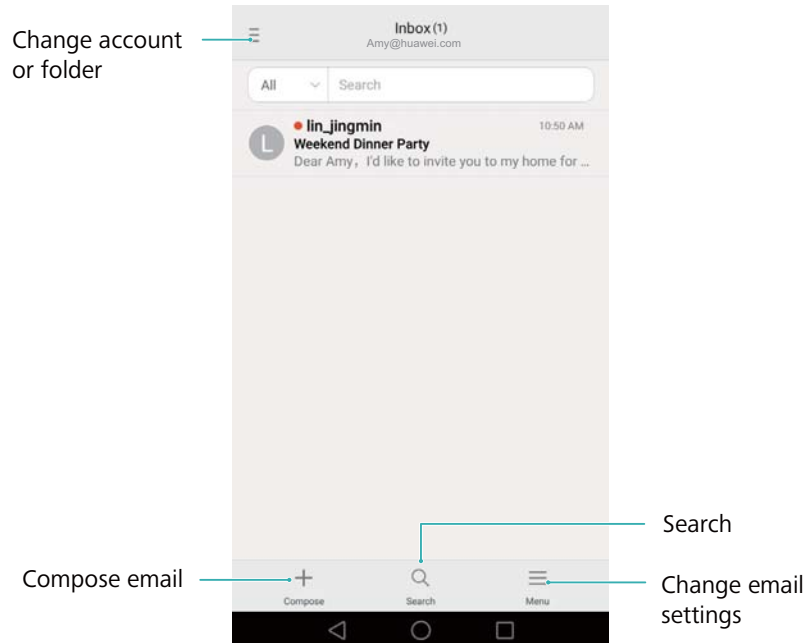 Change account
or folder
Inbox(1)
Amy@huawei.com
All Search
L
lin_jingmin 10:50 AM
Weekend Dinner Party
Dear Amy，I'd like to invite you to my home for ...
Search
Compose email
Change email
settings
Compose Search Menu